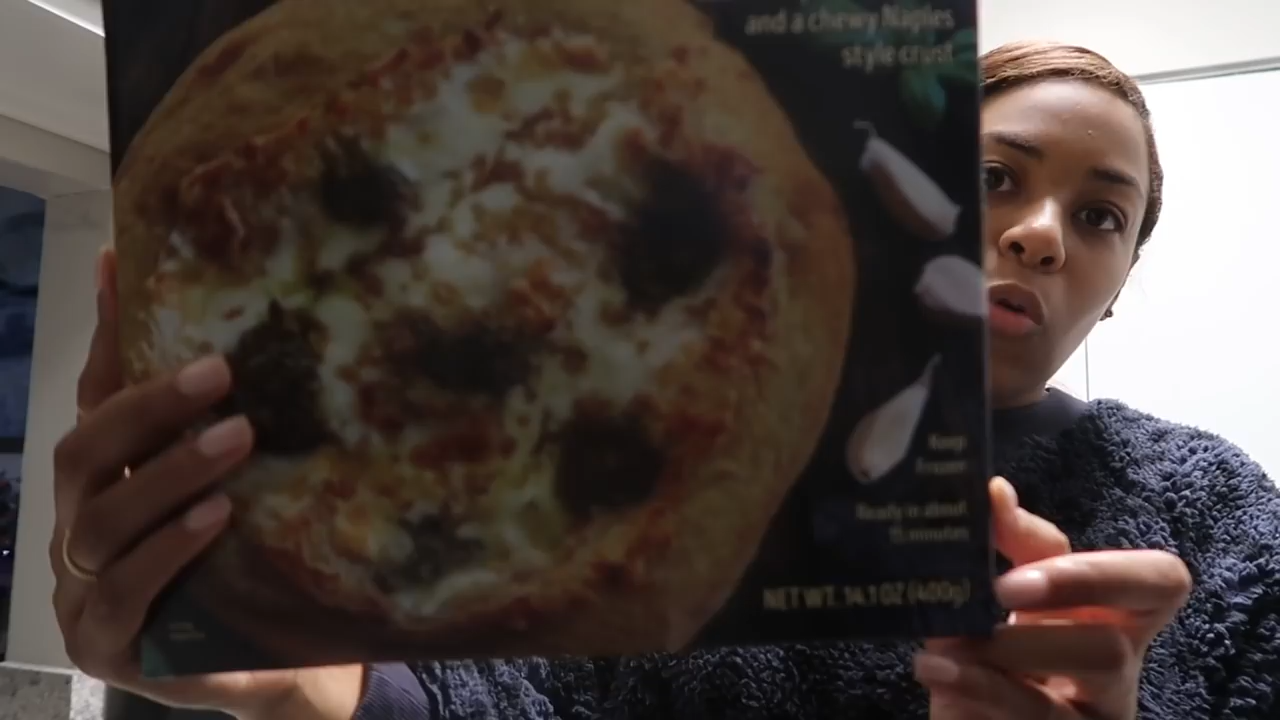 and a chewy Naples
style crust
Keep
Frozen
Ready in about
15 minutes
NET WT. 14.1 OZ (400g)